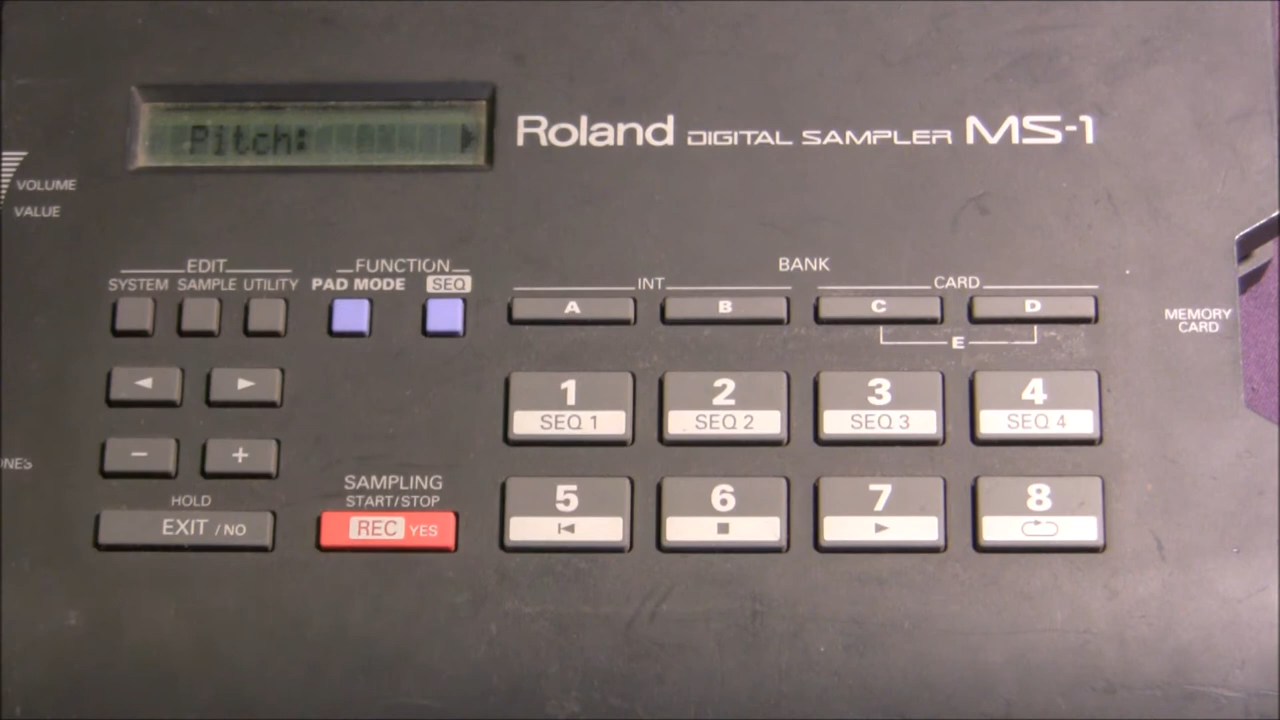 Pitch:
Roland DIGITAL SAMPLER MS-1
VOLUME
VALUE
EDIT
SYSTEM SAMPLE UTILITY
FUNCTION
PAD MODE SEQ
BANK
INT
CARD
A B C D
E
MEMORY
CARD
1 2 3 4
SEQ 1 SEQ 2 SEQ 3 SEQ 4
− +
SAMPLING
START/STOP
HOLD
EXIT / NO
REC YES
5 6 7 8